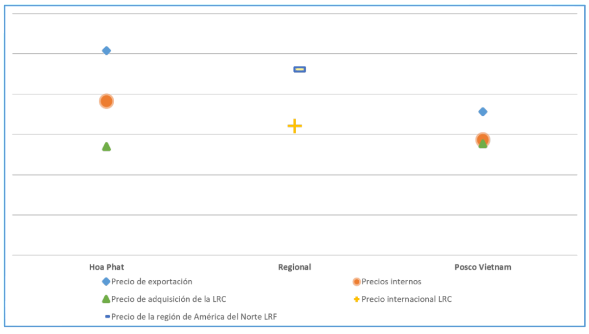 Hoa Phat Regional Posco Vietnam
Precio de exportación Precios internos
Precio de adquisición de la LRC Precio internacional LRC
Precio de la región de América del Norte LRF